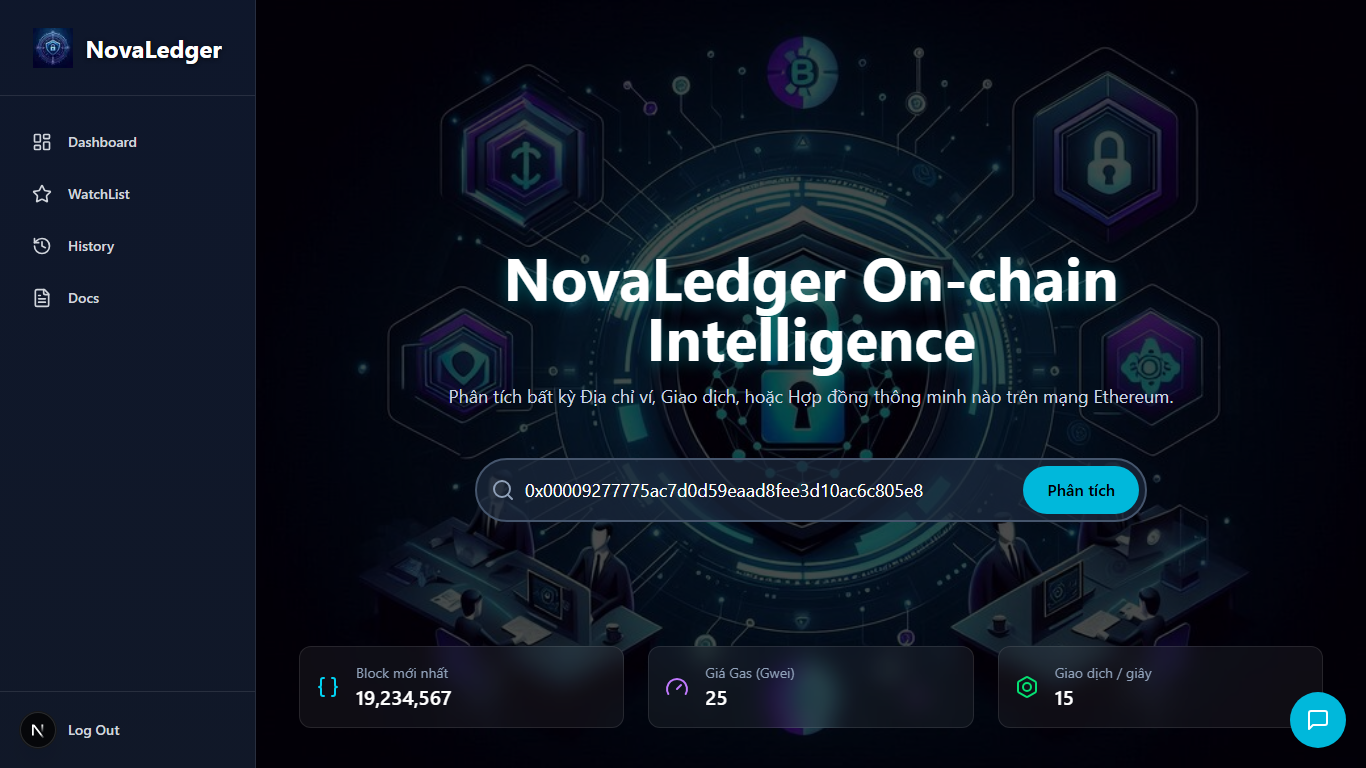 NovaLedger
Dashboard
WatchList
History
Docs
N
Log Out
NovaLedger On-chain
Intelligence
Phân tích bất kỳ Địa chỉ ví, Giao dịch, hoặc Hợp đồng thông minh nào trên mạng Ethereum.
0x00009277775ac7d0d59eaad8fee3d10ac6c805e8
Phân tích
Block mới nhất
19,234,567
Giá Gas (Gwei)
25
Giao dịch / giây
15